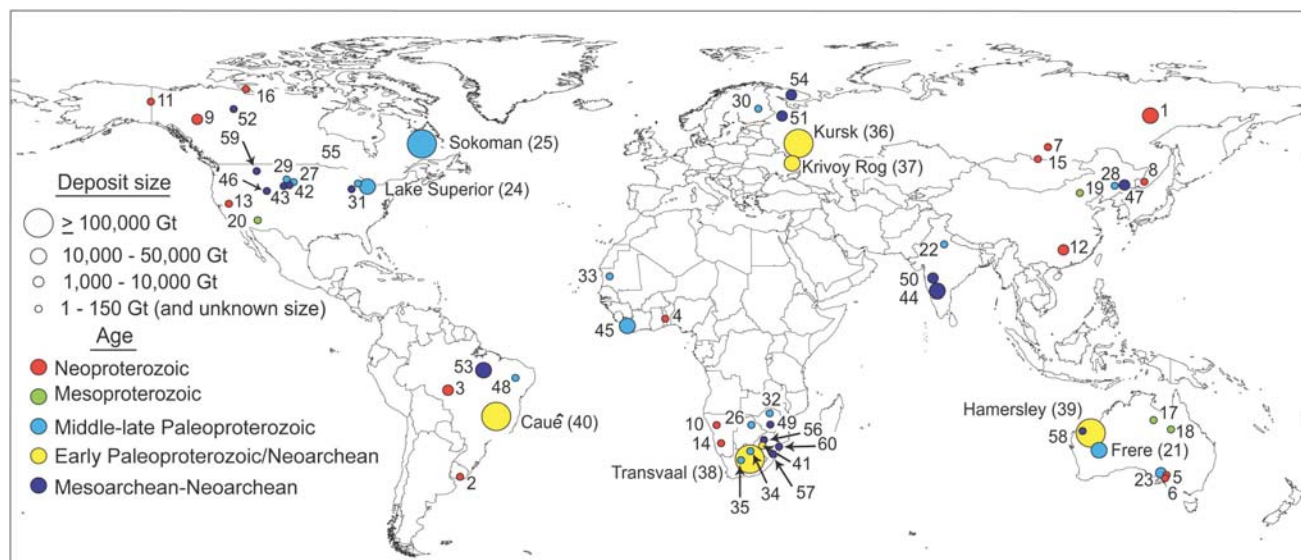 11
16
9
52
59
55
Sokoman (25)
29
27
Lake Superior (24)
46
43
42
31
13
20
Deposit size
≥ 100,000 Gt
10,000 - 50,000 Gt
1,000 - 10,000 Gt
1 - 150 Gt (and unknown size)
Age
Neoproterozoic
Mesoproterozoic
Middle-late Paleoproterozoic
Early Paleoproterozoic/Neoarchean
Mesoarchean-Neoarchean
53
48
3
Cauê (40)
2
54
30
51
Kursk (36)
Krivoy Rog (37)
1
7
15
8
28
19
47
12
22
50
44
33
45
4
32
10
26
49
56
14
60
Transvaal (38)
41
57
34
35
Hamersley (39)
17
58
18
Frere (21)
23
5
6